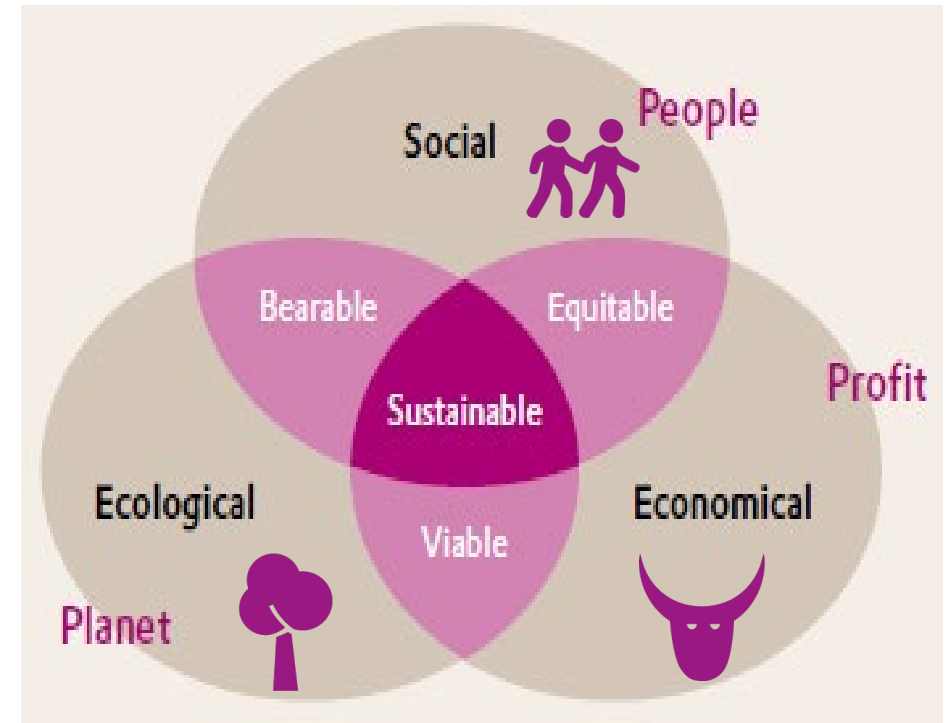 People
Social
Bearable
Equitable
Profit
Sustainable
Ecological
Economical
Viable
Planet